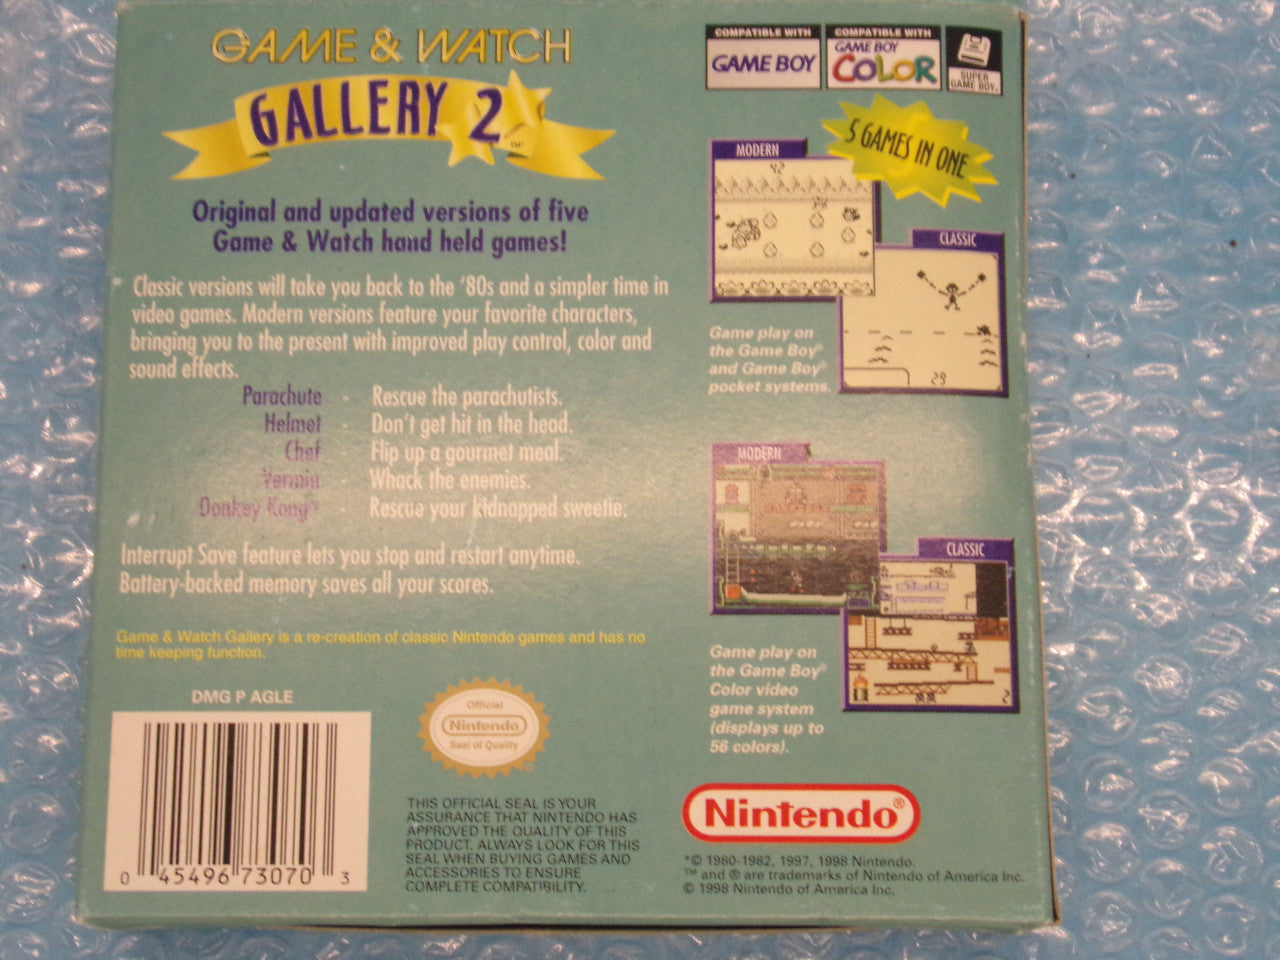 GAME & WATCH
GALLERY 2™
Original and updated versions of five
Game & Watch hand held games!
Classic versions will take you back to the '80s and a simpler time in
video games. Modern versions feature your favorite characters,
bringing you to the present with improved play control, color and
sound effects.
Parachute - Rescue the parachutists.
Helmet - Don't get hit in the head.
Chef - Flip up a gourmet meal.
Vermin - Whack the enemies.
Donkey Kong® - Rescue your kidnapped sweetie.
Interrupt Save feature lets you stop and restart anytime.
Battery-backed memory saves all your scores.
Game & Watch Gallery is a re-creation of classic Nintendo games and has no
time keeping function.
DMG P AGLE
0 45496 73070 3
Official
Nintendo
Seal of Quality
THIS OFFICIAL SEAL IS YOUR
ASSURANCE THAT NINTENDO HAS
APPROVED THE QUALITY OF THIS
PRODUCT. ALWAYS LOOK FOR THIS
SEAL WHEN BUYING GAMES AND
ACCESSORIES TO ENSURE
COMPLETE COMPATIBILITY.
COMPATIBLE WITH
GAME BOY
COMPATIBLE WITH
GAME BOY
COLOR
SUPER
GAME BOY.
5 GAMES IN ONE
MODERN
42
CLASSIC
29
Game play on
the Game Boy®
and Game Boy®
pocket systems.
MODERN
CLASSIC
2
Game play on
the Game Boy®
Color video
game system
(displays up to
56 colors).
Nintendo®
*© 1980-1982, 1997, 1998 Nintendo.
™ and ® are trademarks of Nintendo of America Inc.
© 1998 Nintendo of America Inc.